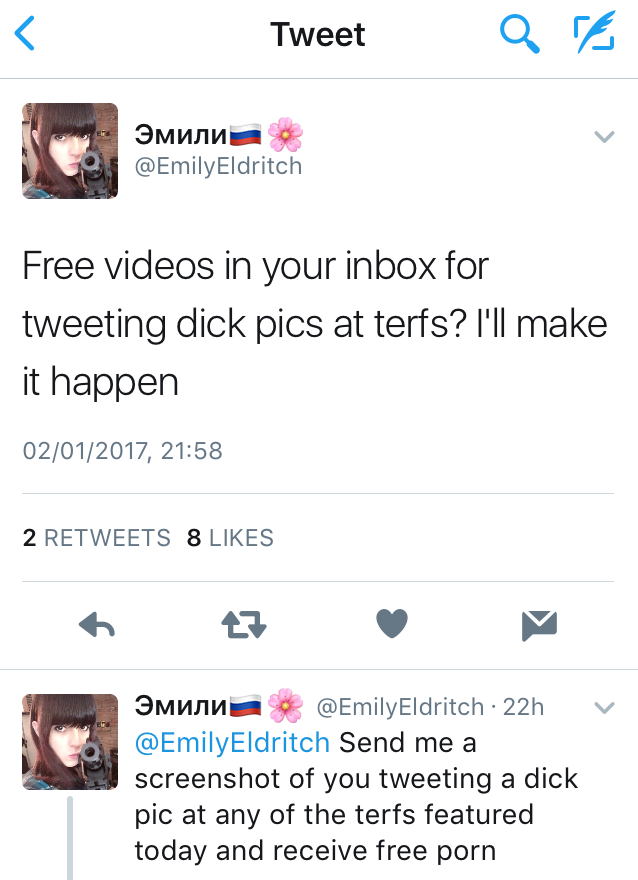 Tweet
Эмили🇷🇺🌸
@EmilyEldritch
Free videos in your inbox for
tweeting dick pics at terfs? I'll make
it happen
02/01/2017, 21:58
2 RETWEETS 8 LIKES
Эмили🇷🇺🌸 @EmilyEldritch · 22h
@EmilyEldritch Send me a
screenshot of you tweeting a dick
pic at any of the terfs featured
today and receive free porn